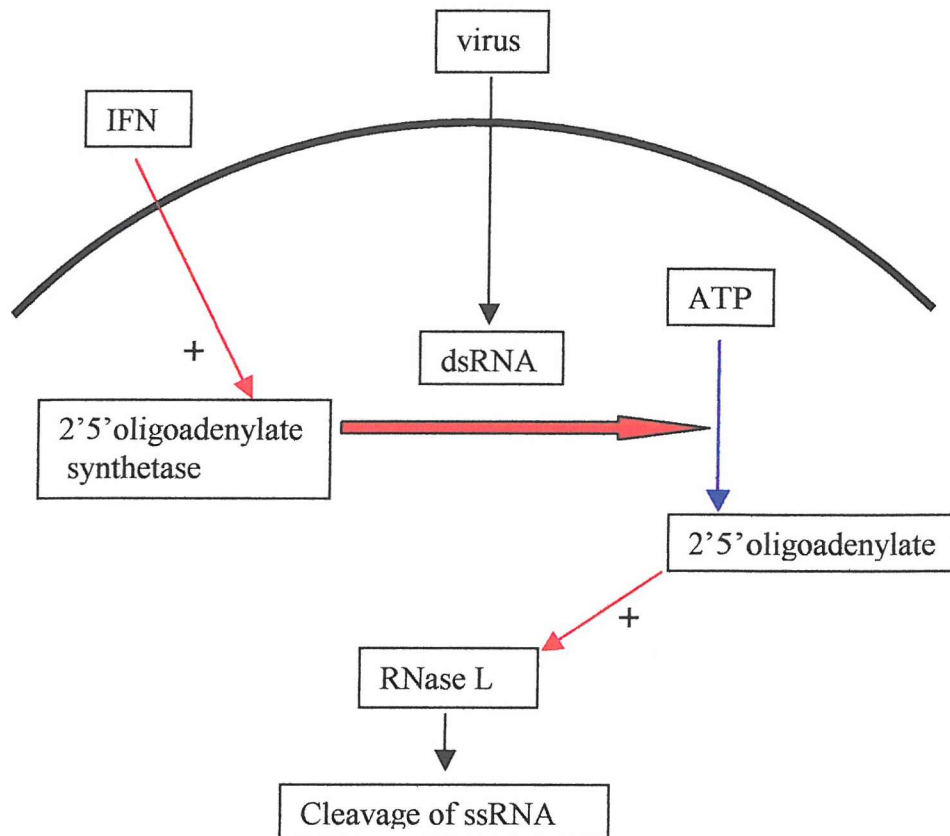 virus
IFN
ATP
dsRNA
+
2'5'oligoadenylate
synthetase
2'5'oligoadenylate
+
RNase L
Cleavage of ssRNA